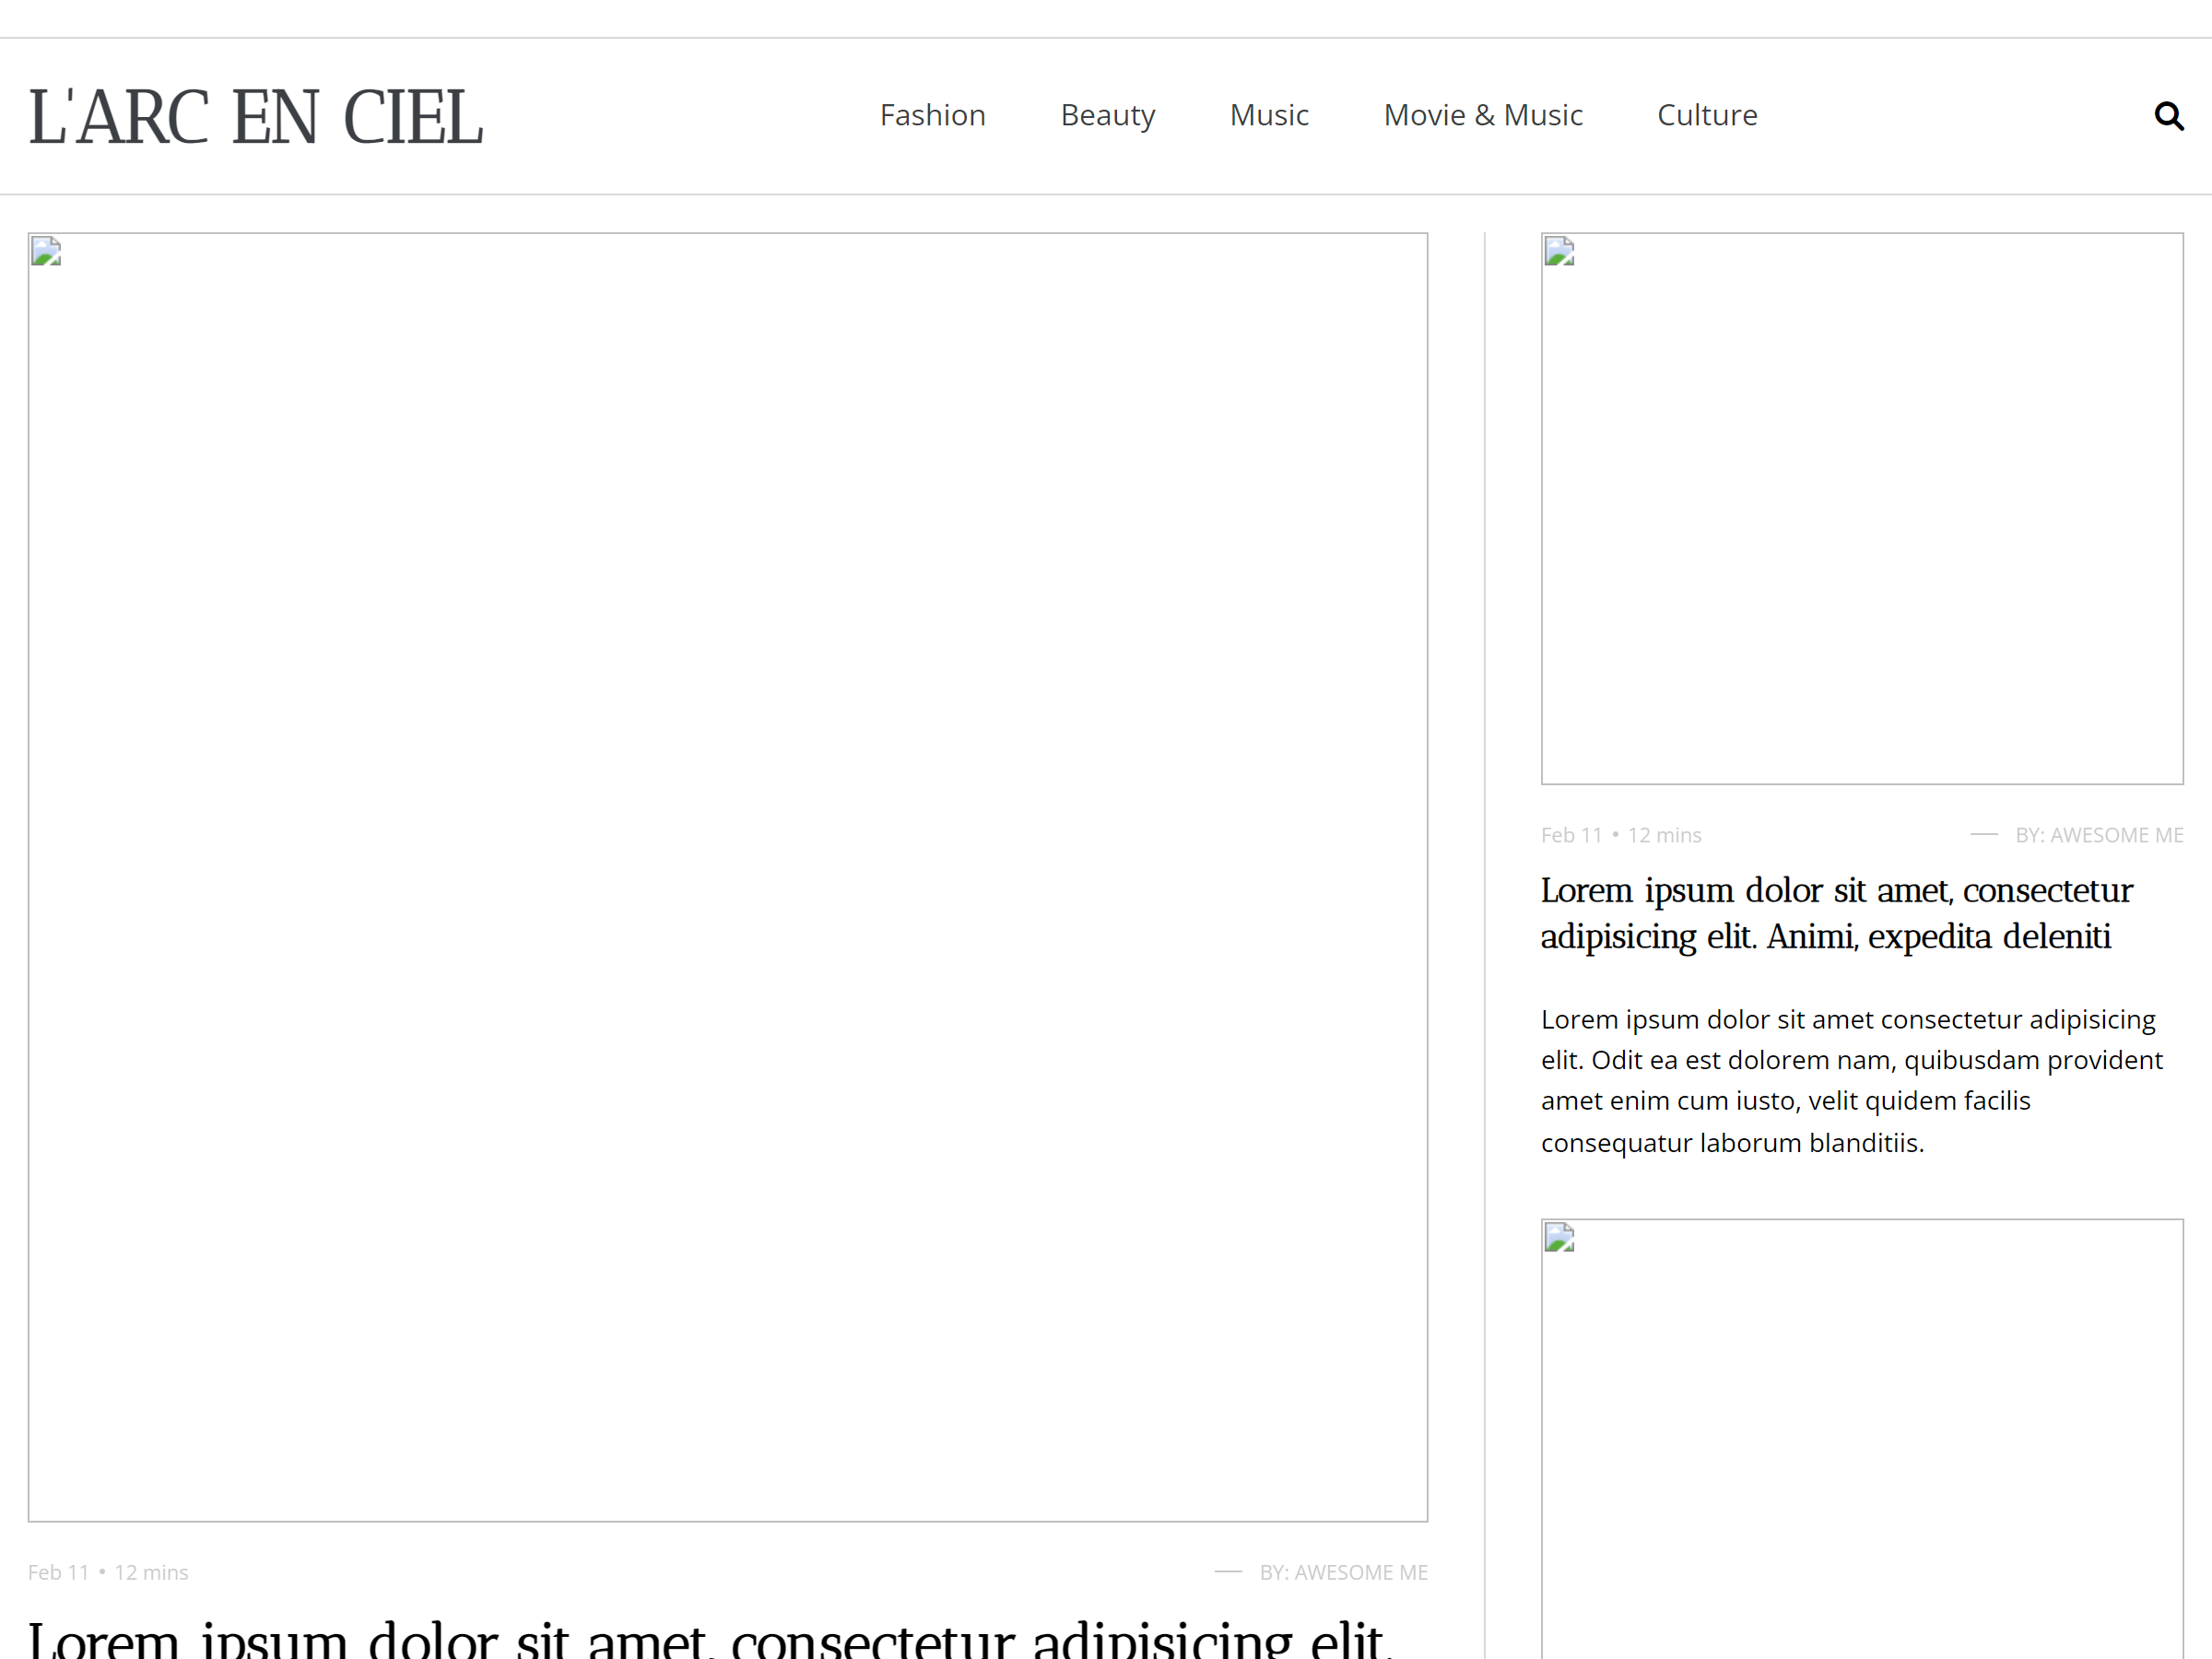 L'ARC EN CIEL
Fashion
Beauty
Music
Movie & Music
Culture
Feb 11 • 12 mins
BY: AWESOME ME
Lorem ipsum dolor sit amet, consectetur adipisicing elit.
Feb 11 • 12 mins
BY: AWESOME ME
Lorem ipsum dolor sit amet, consectetur
adipisicing elit. Animi, expedita deleniti
Lorem ipsum dolor sit amet consectetur adipisicing
elit. Odit ea est dolorem nam, quibusdam provident
amet enim cum iusto, velit quidem facilis
consequatur laborum blanditiis.